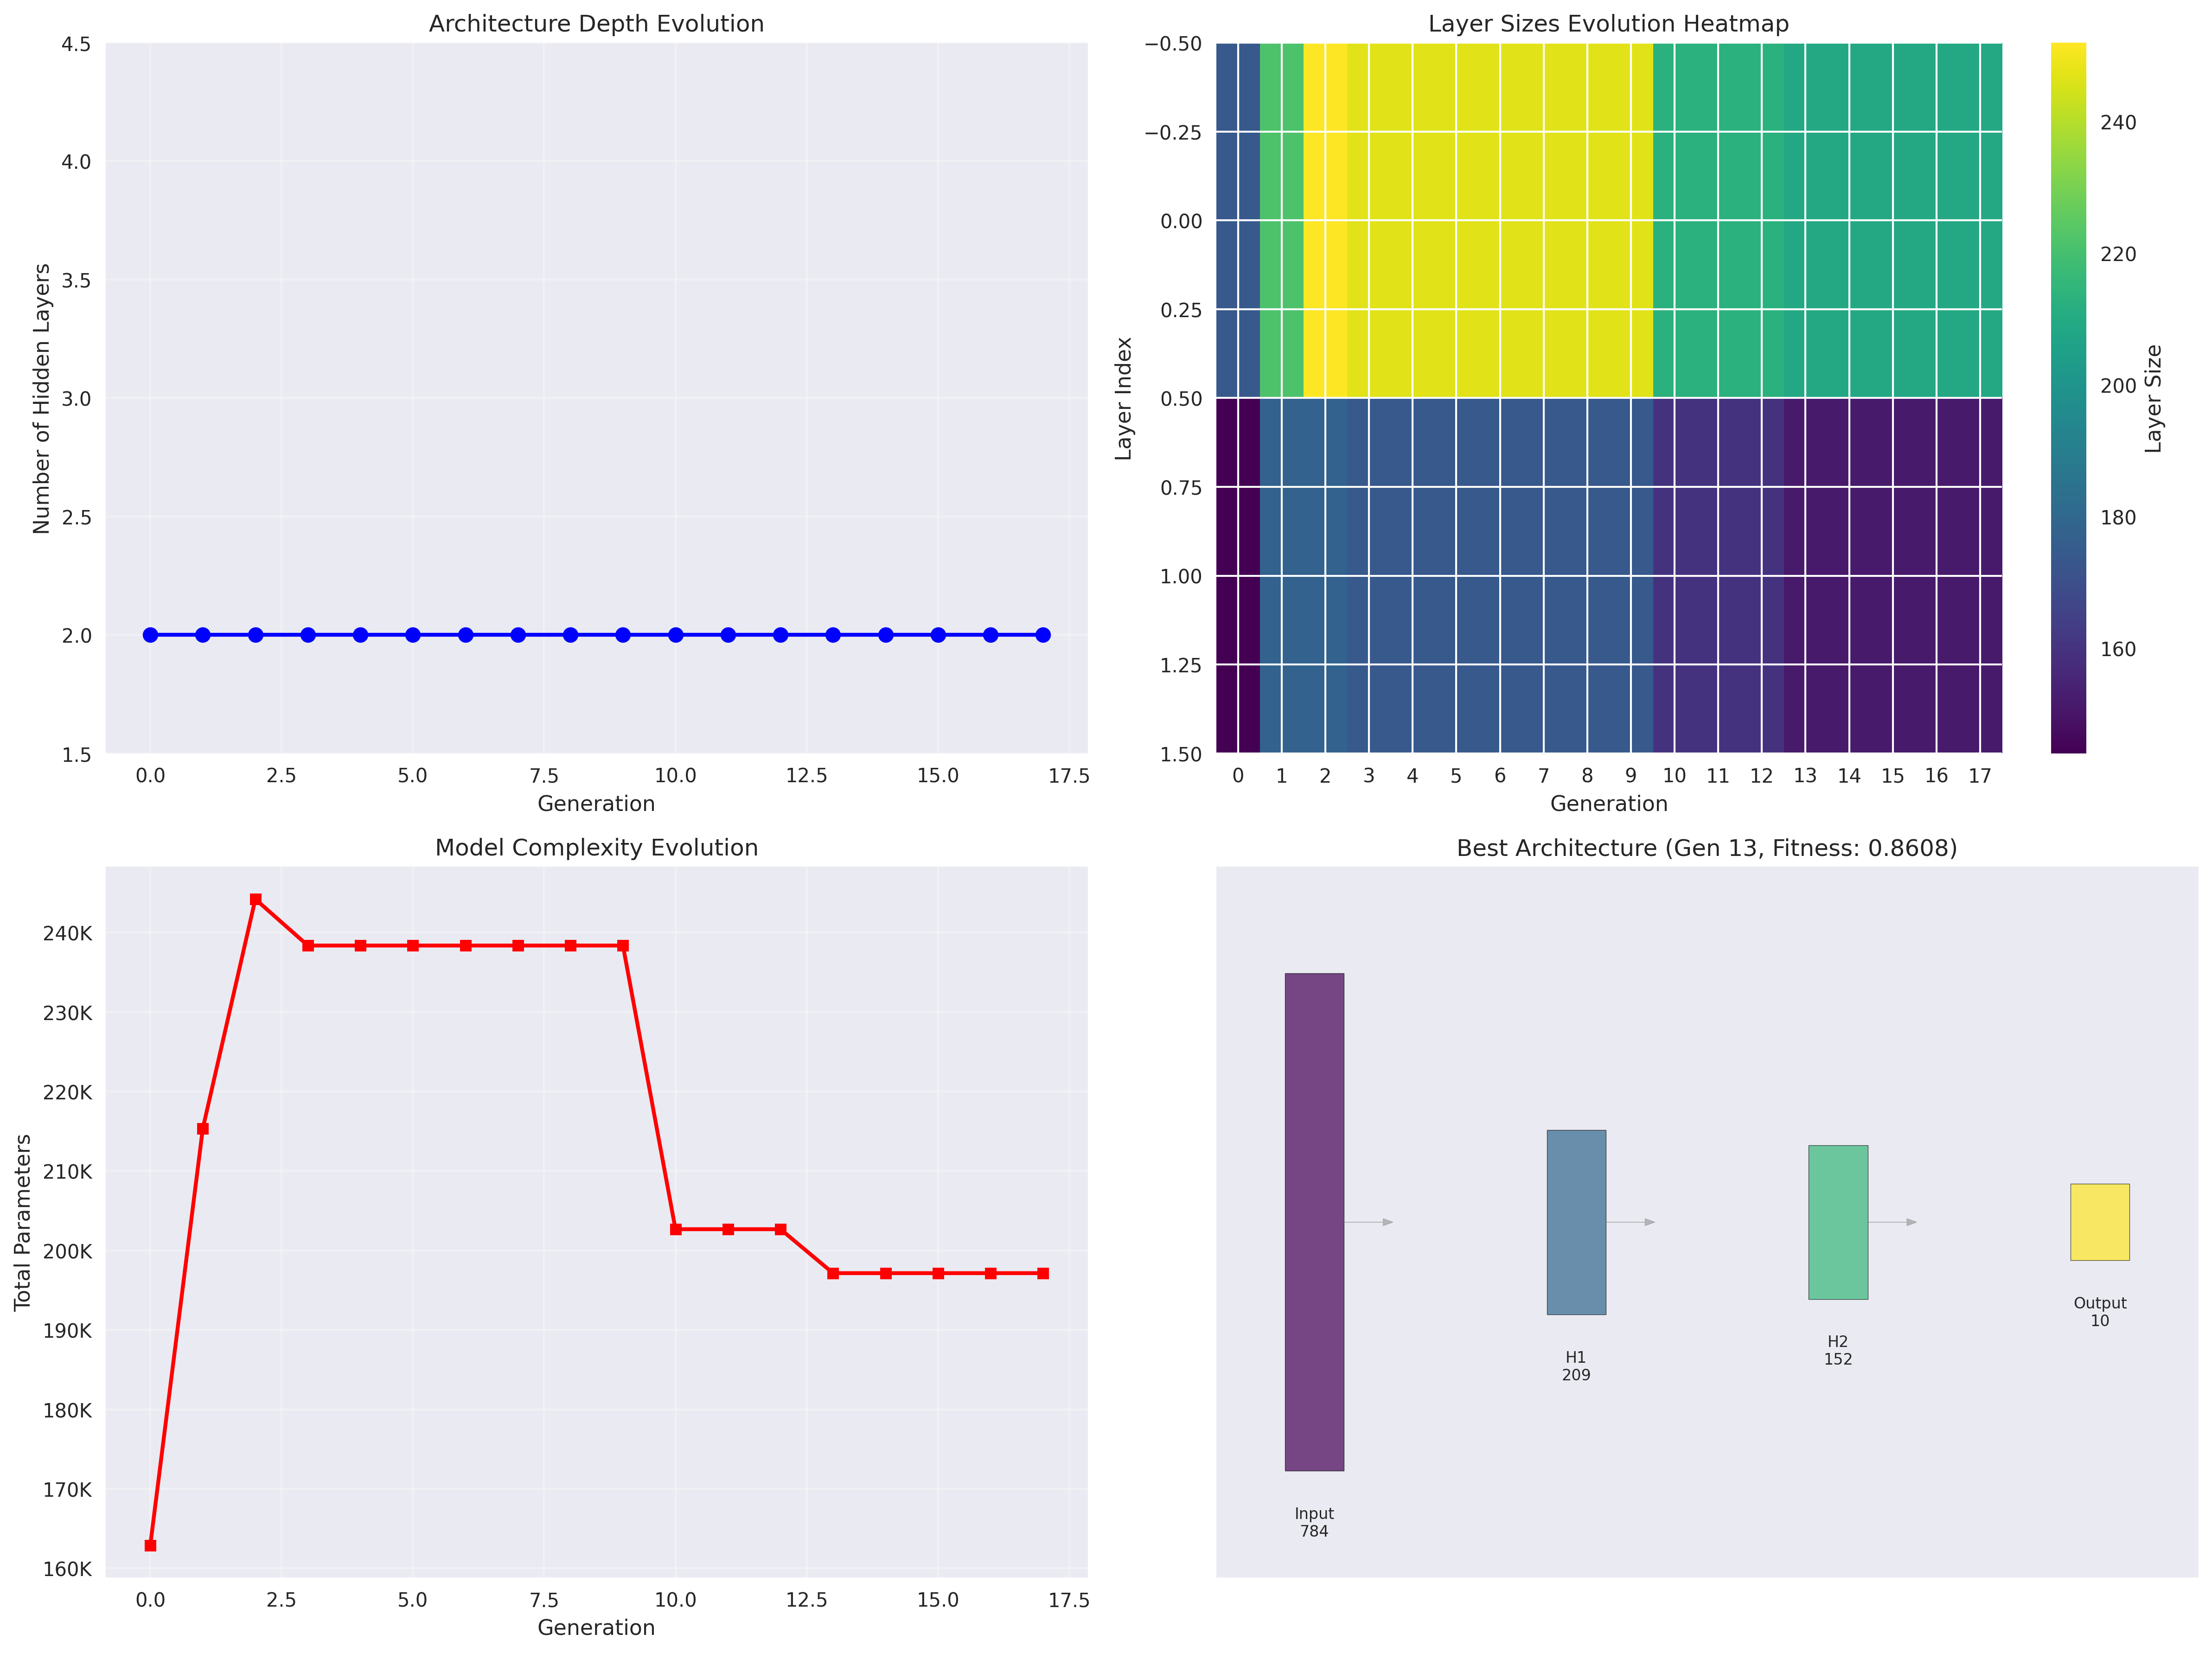 Architecture Depth Evolution
4.5
4.0
3.5
3.0
2.5
2.0
1.5
Number of Hidden Layers
0.0 2.5 5.0 7.5 10.0 12.5 15.0 17.5
Generation
Layer Sizes Evolution Heatmap
−0.50
−0.25
0.00
0.25
0.50
0.75
1.00
1.25
1.50
Layer Index
0 1 2 3 4 5 6 7 8 9 10 11 12 13 14 15 16 17
Generation
240
220
200
180
160
Layer Size
Model Complexity Evolution
240K
230K
220K
210K
200K
190K
180K
170K
160K
Total Parameters
0.0 2.5 5.0 7.5 10.0 12.5 15.0 17.5
Generation
Best Architecture (Gen 13, Fitness: 0.8608)
Input
784
H1
209
H2
152
Output
10